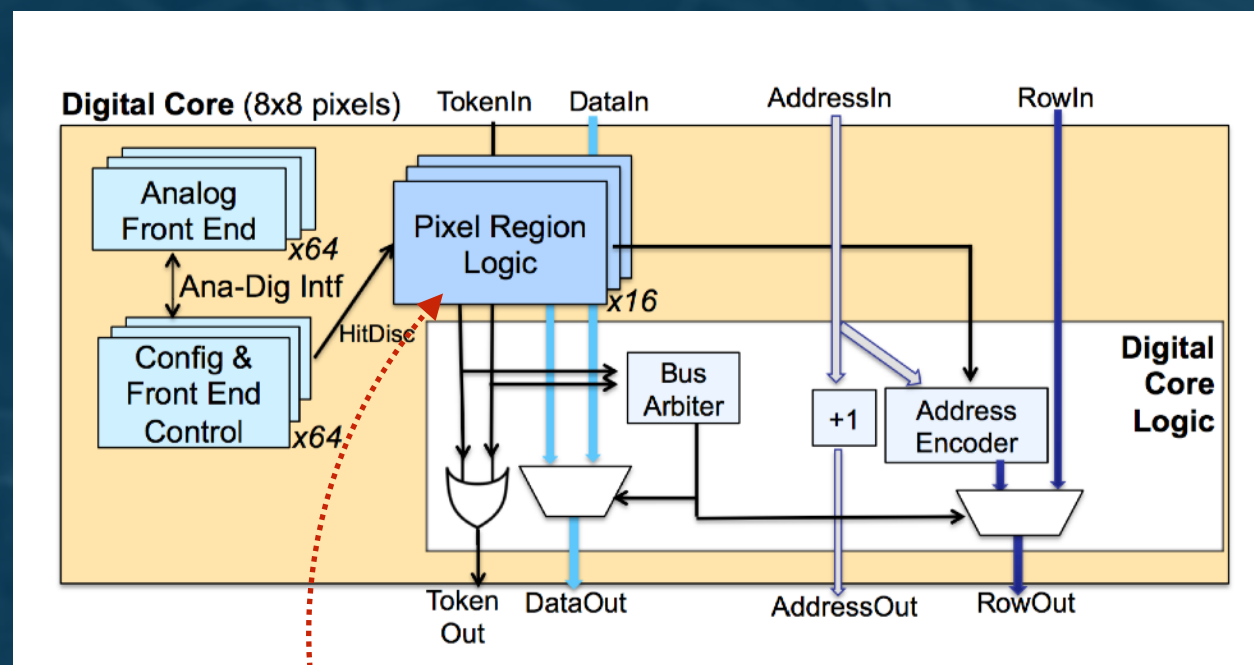 Digital Core (8x8 pixels)
TokenIn
DataIn
AddressIn
RowIn
Analog
Front End
x64
Ana-Dig Intf
Config &
Front End
Control
x64
HitDisc
Pixel Region
Logic
x16
Bus
Arbiter
+1
Address
Encoder
Digital
Core
Logic
Token
Out
DataOut
AddressOut
RowOut